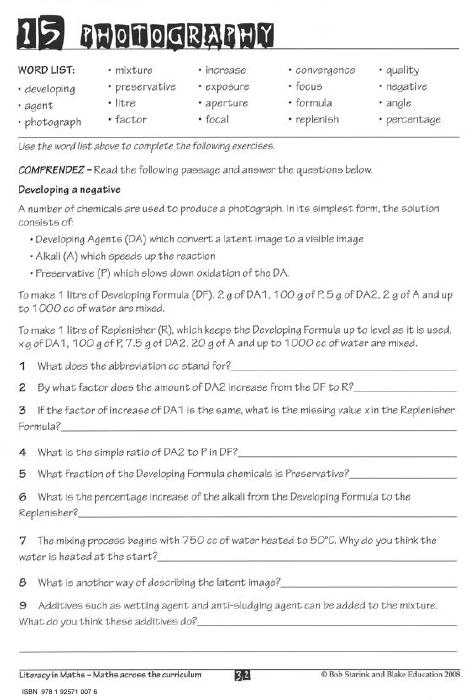 15 PHOTOGRAPHY
WORD LIST:
• developing
• agent
• photograph
• mixture
• preservative
• litre
• factor
• increase
• exposure
• aperture
• focal
• convergence
• focus
• formula
• replenish
• quality
• negative
• angle
• percentage
Use the word list above to complete the following exercises.
COMPRENDEZ – Read the following passage and answer the questions below.
Developing a negative
A number of chemicals are used to produce a photograph. In its simplest form, the solution
consists of:
• Developing Agents (DA) which convert a latent image to a visible image
• Alkali (A) which speeds up the reaction
• Preservative (P) which slows down oxidation of the DA.
To make 1 litre of Developing Formula (DF), 2 g of DA1, 100 g of P, 5 g of DA2, 2 g of A and up
to 1000 cc of water are mixed.
To make 1 litre of Replenisher (R), which keeps the Developing Formula up to level as it is used,
x g of DA1, 100 g of P, 7.5 g of DA2, 20 g of A and up to 1000 cc of water are mixed.
1 What does the abbreviation cc stand for?
2 By what factor does the amount of DA2 increase from the DF to R?
3 If the factor of increase of DA1 is the same, what is the missing value x in the Replenisher
Formula?
4 What is the simple ratio of DA2 to P in DF?
5 What fraction of the Developing Formula chemicals is Preservative?
6 What is the percentage increase of the alkali from the Developing Formula to the
Replenisher?
7 The mixing process begins with 750 cc of water heated to 50°C. Why do you think the
water is heated at the start?
8 What is another way of describing the latent image?
9 Additives such as wetting agent and anti-sludging agent can be added to the mixture.
What do you think these additives do?
Literacy in Maths – Maths across the curriculum
32
© Bob Starink and Blake Education 2008
ISBN 978 1 92571 007 6